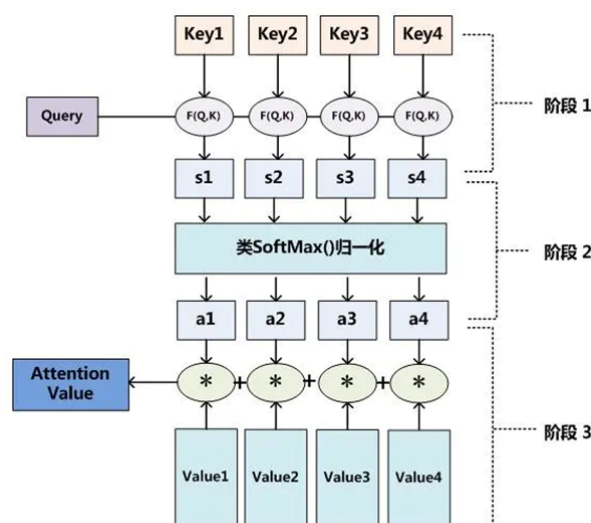 Key1 Key2 Key3 Key4
阶段 1
Query
F(Q,K) F(Q,K) F(Q,K) F(Q,K)
s1 s2 s3 s4
类SoftMax()归一化
阶段 2
a1 a2 a3 a4
Attention
Value
* + * + * + *
阶段 3
Value1 Value2 Value3 Value4